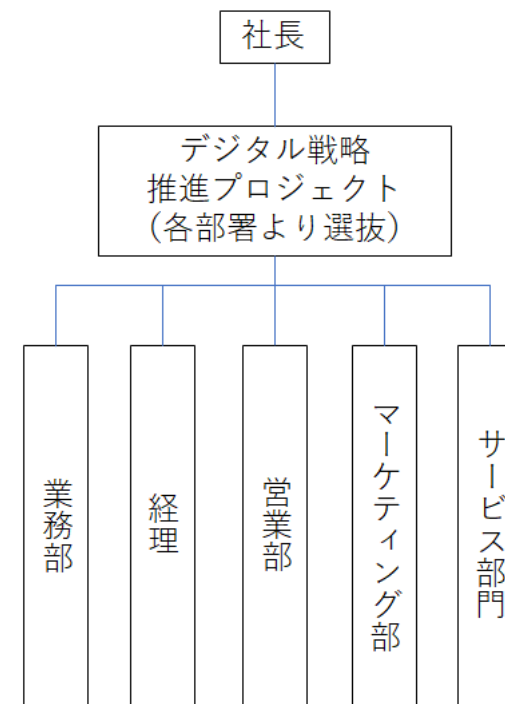 社長
デジタル戦略
推進プロジェクト
(各部署より選抜)
業務部
経理
営業部
マーケティング部
サービス部門